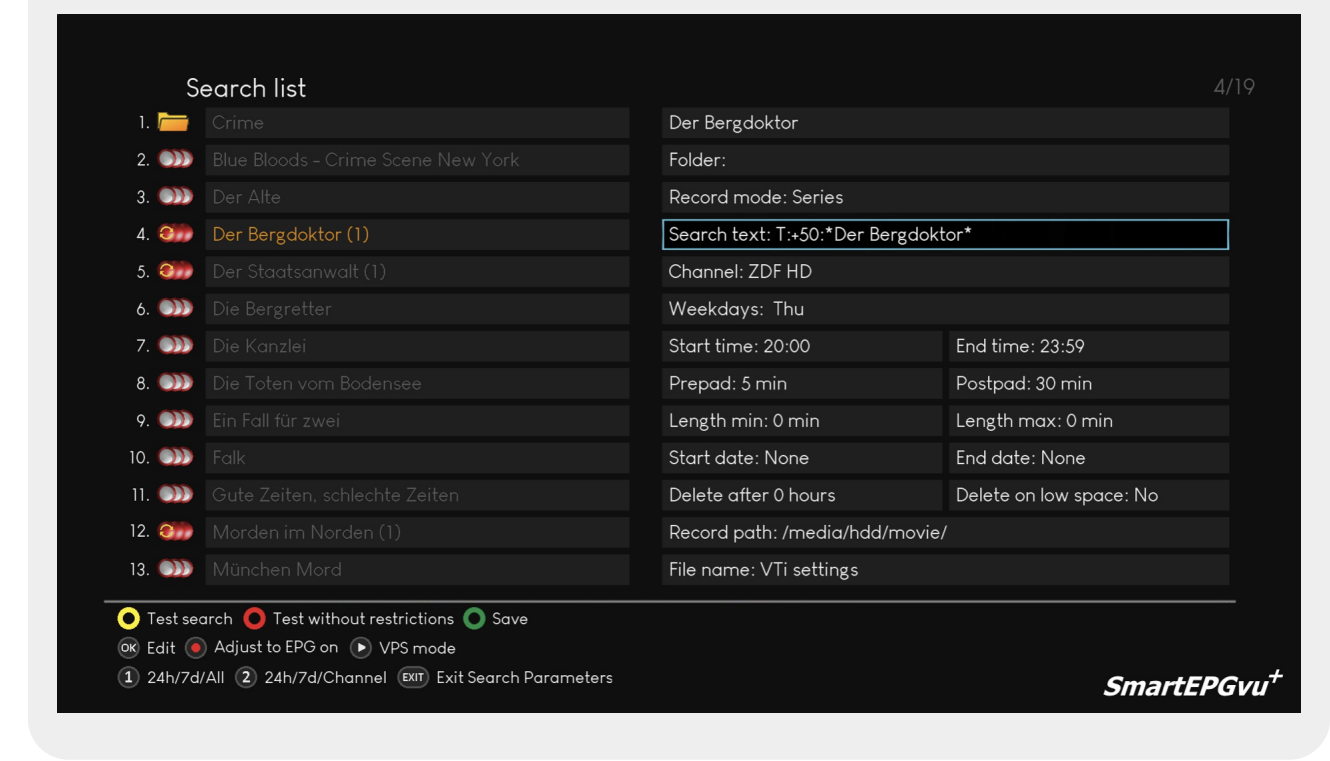 Search list 4/19
1. Crime
2. Blue Bloods - Crime Scene New York
3. Der Alte
4. Der Bergdoktor (1)
5. Der Staatsanwalt (1)
6. Die Bergretter
7. Die Kanzlei
8. Die Toten vom Bodensee
9. Ein Fall für zwei
10. Falk
11. Gute Zeiten, schlechte Zeiten
12. Morden im Norden (1)
13. München Mord
Der Bergdoktor
Folder:
Record mode: Series
Search text: T:+50:*Der Bergdoktor*
Channel: ZDF HD
Weekdays: Thu
Start time: 20:00 End time: 23:59
Prepad: 5 min Postpad: 30 min
Length min: 0 min Length max: 0 min
Start date: None End date: None
Delete after 0 hours Delete on low space: No
Record path: /media/hdd/movie/
File name: VTi settings
Test search Test without restrictions Save
OK Edit Adjust to EPG on VPS mode
1 24h/7d/All 2 24h/7d/Channel EXIT Exit Search Parameters
SmartEPGvu+